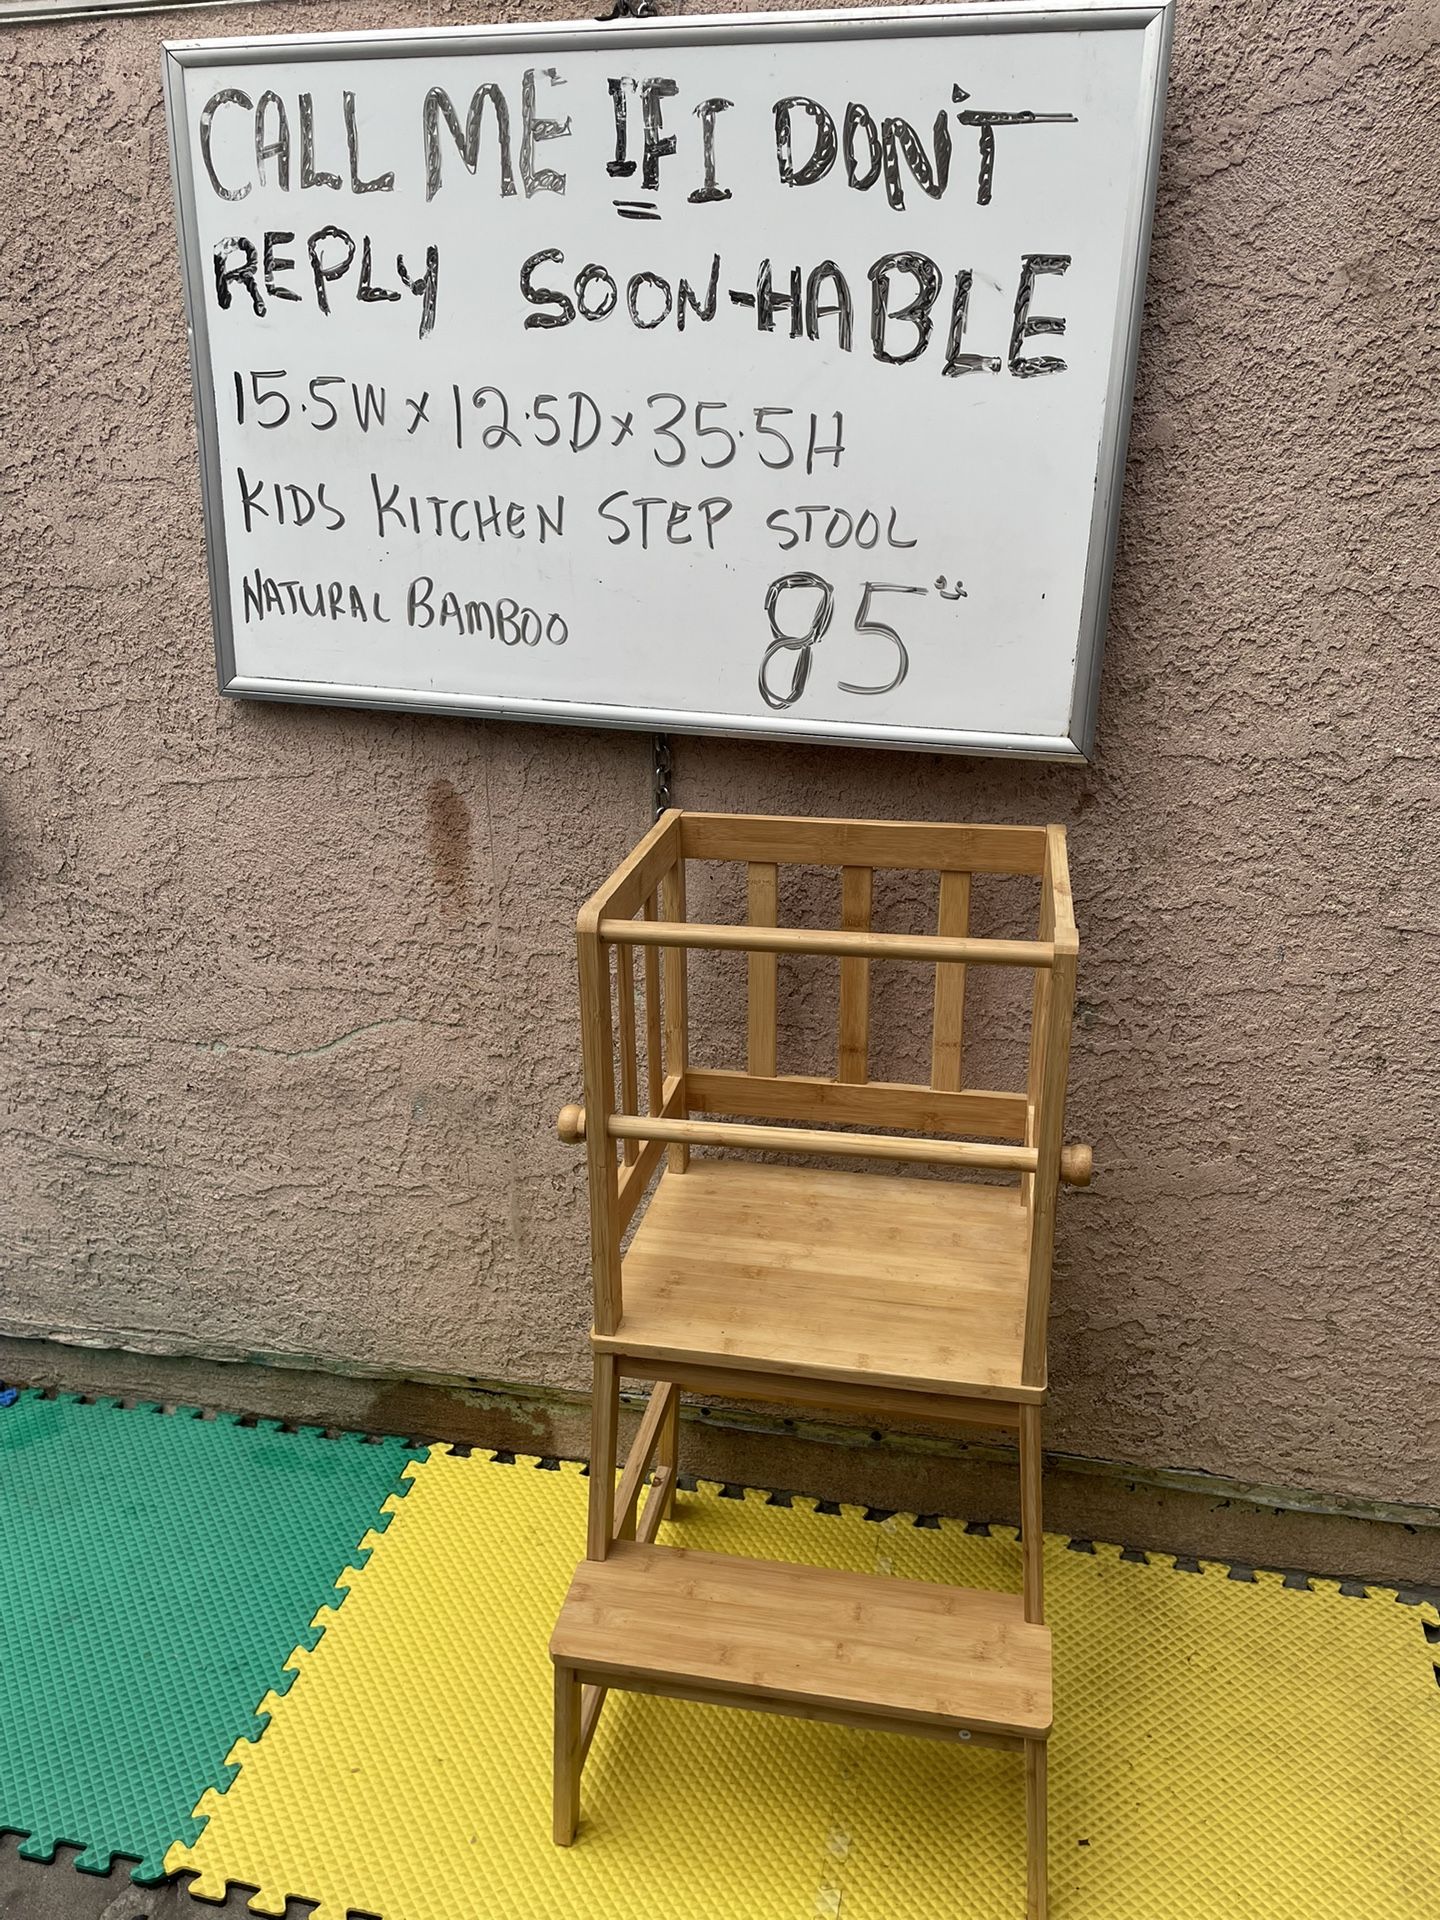 CALL ME IF I DON'T
REPLY SOON-HABLE
15.5W x 12.5D x 35.5H
KIDS KITCHEN STEP STOOL
NATURAL BAMBOO 85